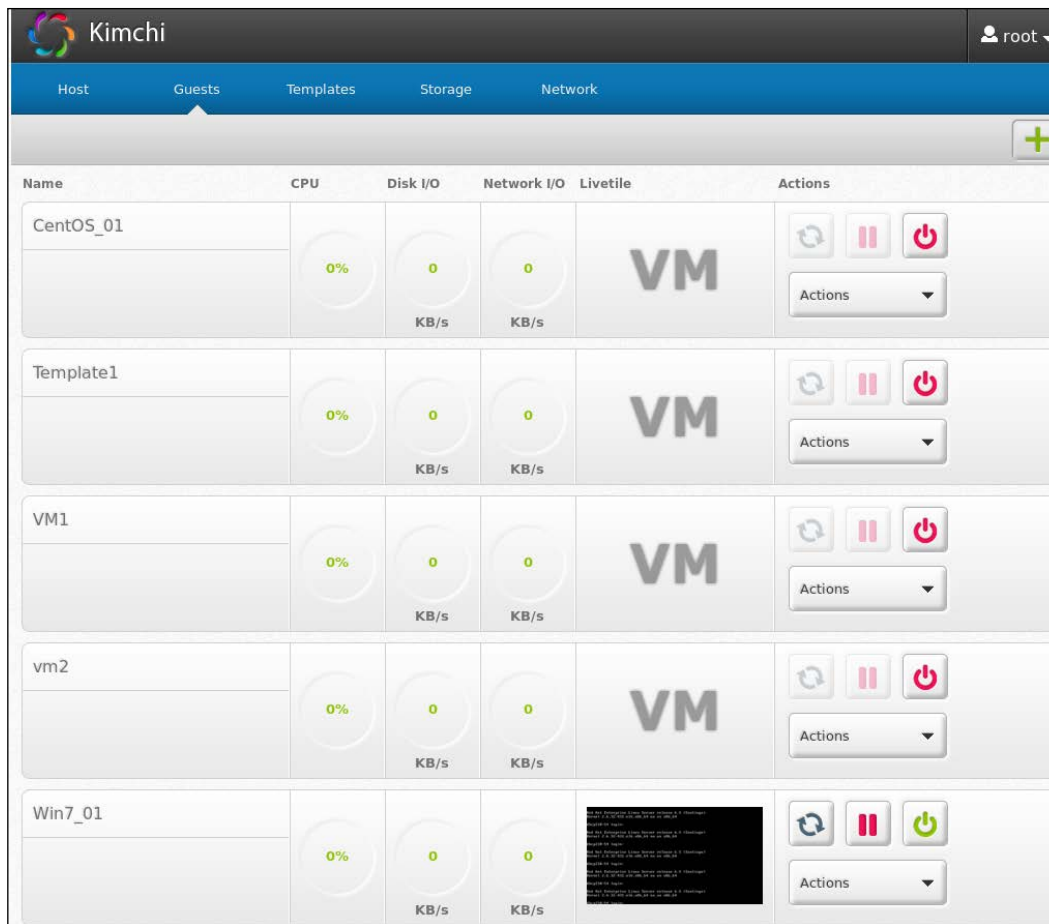 Kimchi
root
Host Guests Templates Storage Network
Name CPU Disk I/O Network I/O Livetile Actions
CentOS_01
0% 0 0 VM
KB/s KB/s
Actions
Template1
0% 0 0 VM
KB/s KB/s
Actions
VM1
0% 0 0 VM
KB/s KB/s
Actions
vm2
0% 0 0 VM
KB/s KB/s
Actions
Win7_01
0% 0 0
KB/s KB/s
Actions